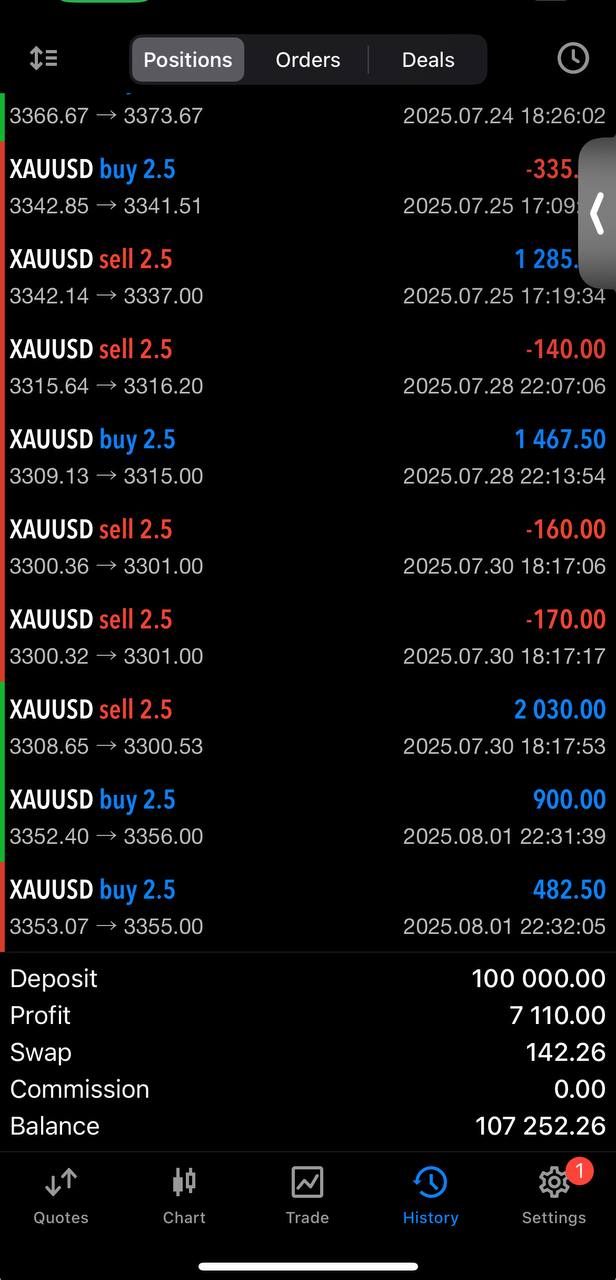 Positions Orders Deals
3366.67 → 3373.67 2025.07.24 18:26:02
XAUUSD buy 2.5 -335.
3342.85 → 3341.51 2025.07.25 17:09
XAUUSD sell 2.5 1 285.
3342.14 → 3337.00 2025.07.25 17:19:34
XAUUSD sell 2.5 -140.00
3315.64 → 3316.20 2025.07.28 22:07:06
XAUUSD buy 2.5 1 467.50
3309.13 → 3315.00 2025.07.28 22:13:54
XAUUSD sell 2.5 -160.00
3300.36 → 3301.00 2025.07.30 18:17:06
XAUUSD sell 2.5 -170.00
3300.32 → 3301.00 2025.07.30 18:17:17
XAUUSD sell 2.5 2 030.00
3308.65 → 3300.53 2025.07.30 18:17:53
XAUUSD buy 2.5 900.00
3352.40 → 3356.00 2025.08.01 22:31:39
XAUUSD buy 2.5 482.50
3353.07 → 3355.00 2025.08.01 22:32:05
Deposit 100 000.00
Profit 7 110.00
Swap 142.26
Commission 0.00
Balance 107 252.26
1
Quotes Chart Trade History Settings